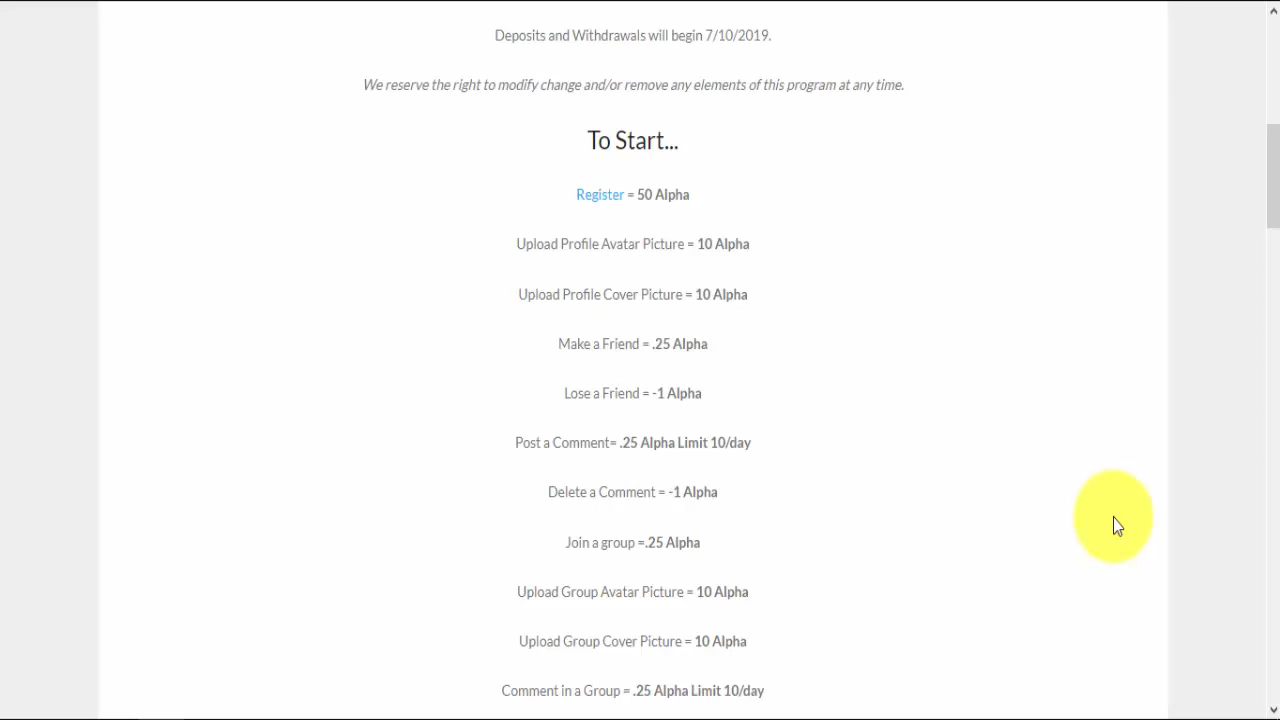 Deposits and Withdrawals will begin 7/10/2019.
We reserve the right to modify change and/or remove any elements of this program at any time.
To Start...
Register = 50 Alpha
Upload Profile Avatar Picture = 10 Alpha
Upload Profile Cover Picture = 10 Alpha
Make a Friend = .25 Alpha
Lose a Friend = -1 Alpha
Post a Comment= .25 Alpha Limit 10/day
Delete a Comment = -1 Alpha
Join a group =.25 Alpha
Upload Group Avatar Picture = 10 Alpha
Upload Group Cover Picture = 10 Alpha
Comment in a Group = .25 Alpha Limit 10/day